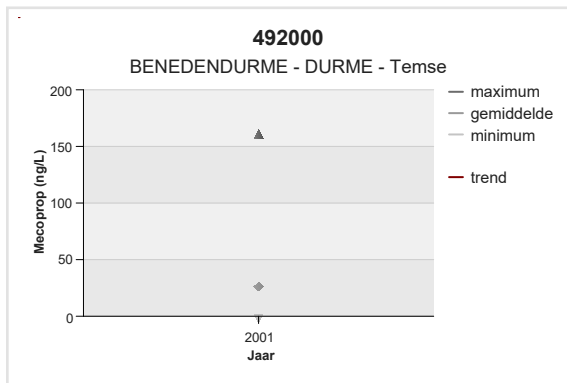 492000
BENEDENDURME - DURME - Temse
200
150
100
50
0
Mecoprop (ng/L)
2001
Jaar
maximum
gemiddelde
minimum
trend